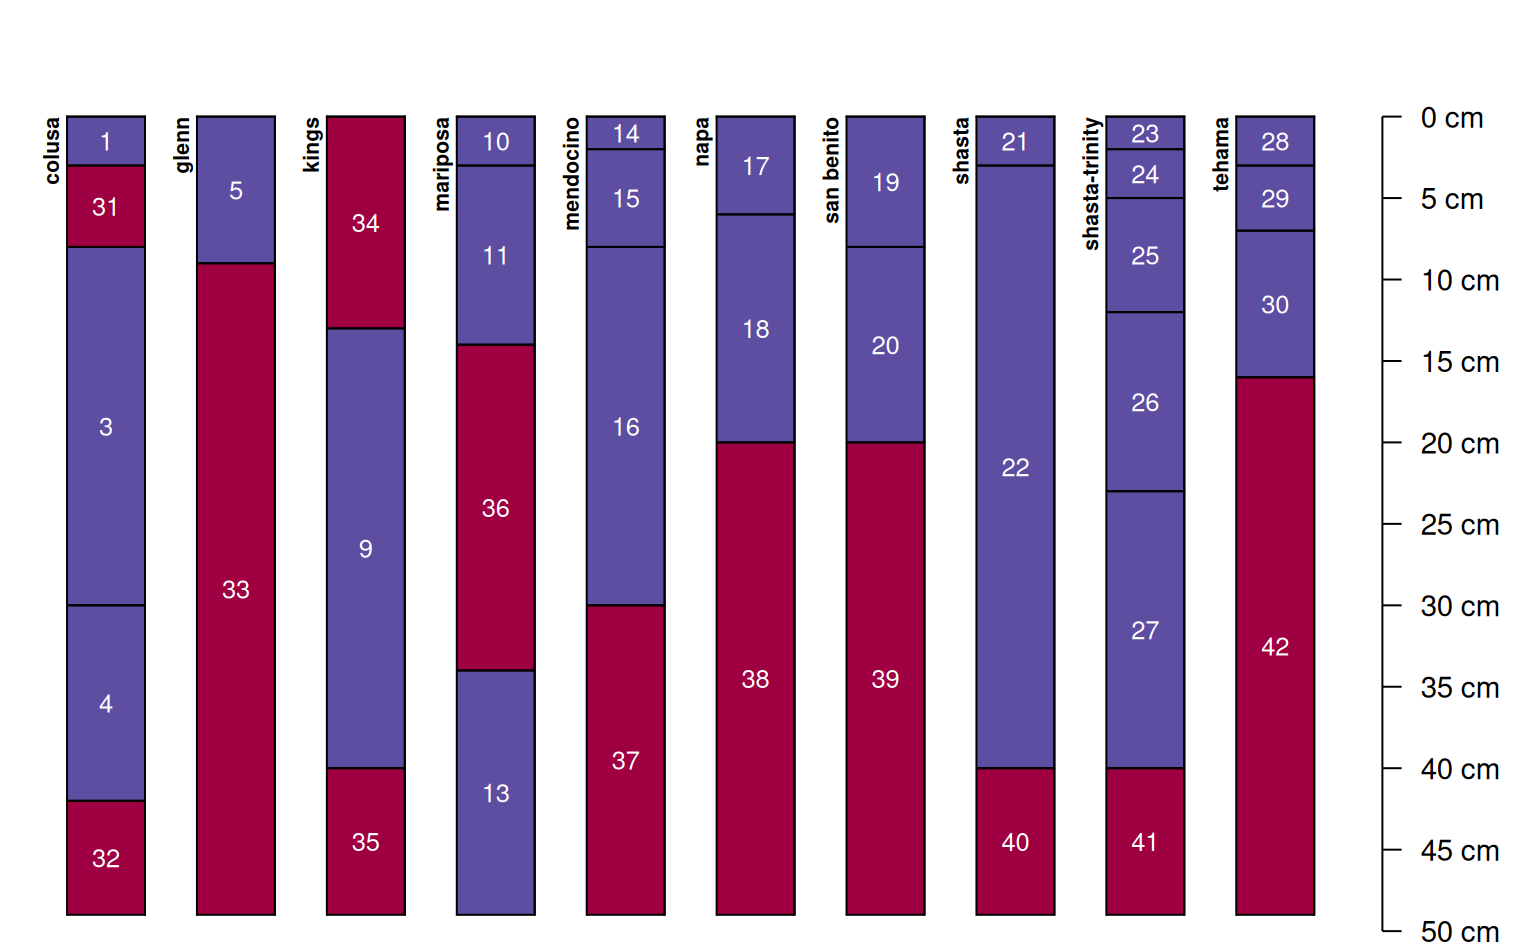 colusa
1
31
3
4
32
glenn
5
33
kings
34
9
35
mariposa
10
11
36
13
mendocino
14
15
16
37
napa
17
18
38
san benito
19
20
39
shasta
21
22
40
shasta-trinity
23
24
25
26
27
41
tehama
28
29
30
42
0 cm
5 cm
10 cm
15 cm
20 cm
25 cm
30 cm
35 cm
40 cm
45 cm
50 cm